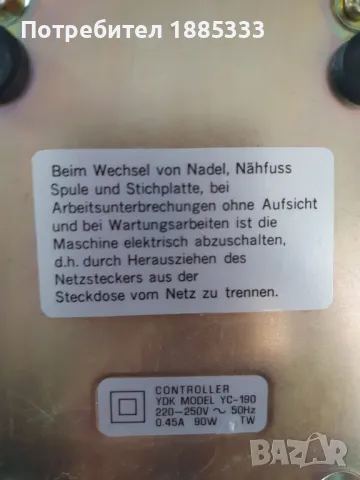 Потребител 1885333
Beim Wechsel von Nadel, Nähfuss
Spule und Stichplatte, bei
Arbeitsunterbrechungen ohne Aufsicht
und bei Wartungsarbeiten ist die
Maschine elektrisch abzuschalten,
d.h. durch Herausziehen des
Netzsteckers aus der
Steckdose vom Netz zu trennen.
CONTROLLER
YDK MODEL YC-190
220-250V ~ 50Hz
0.45A 90W TW
BAZAR